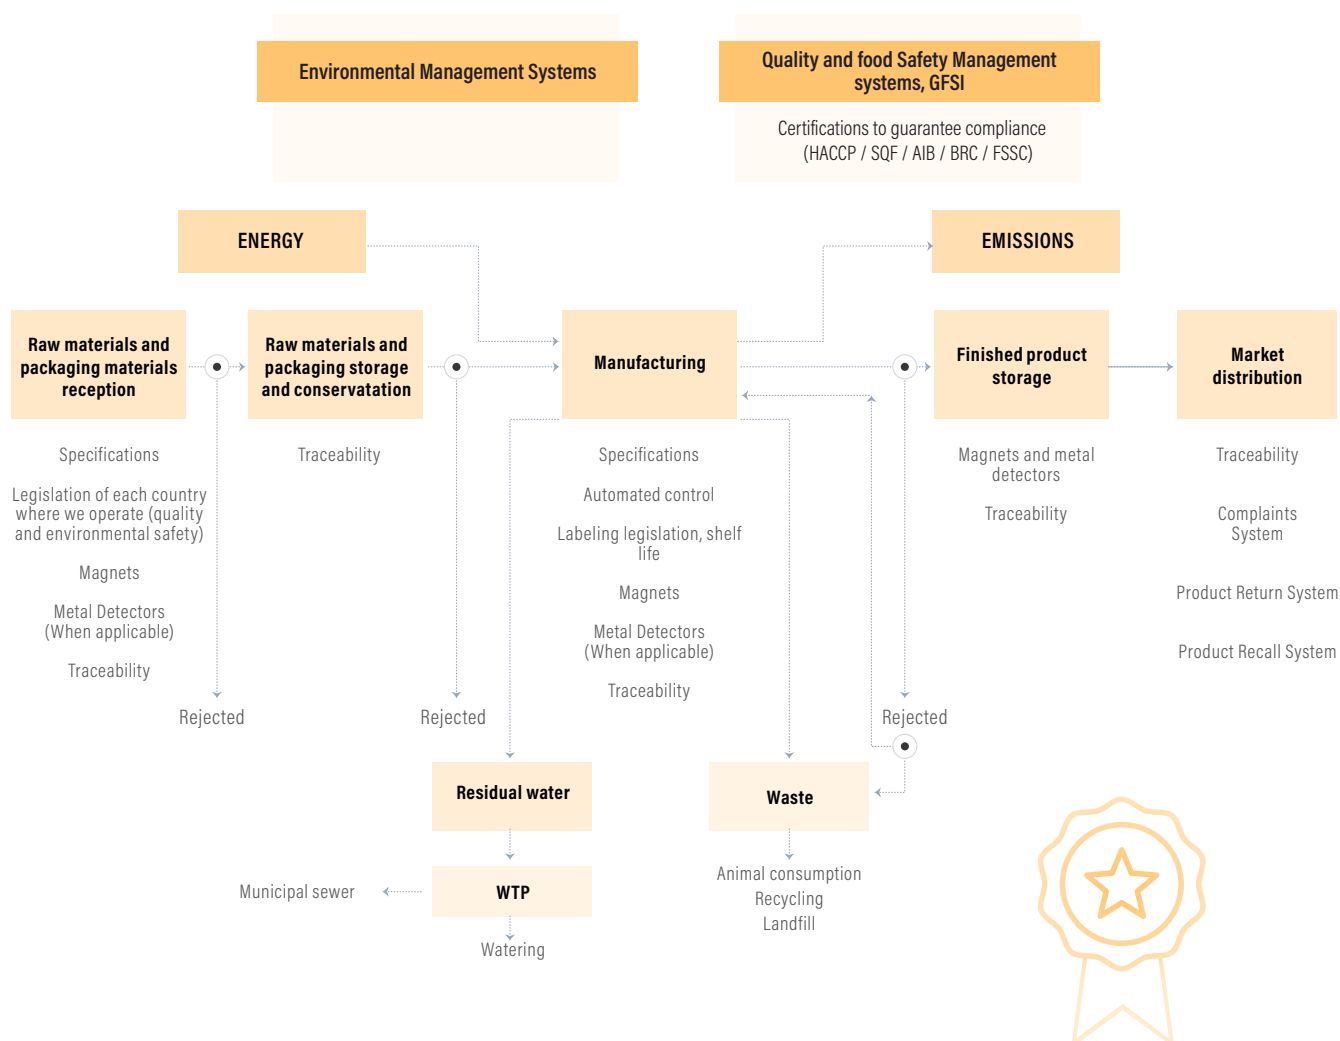 Environmental Management Systems
Quality and food Safety Management
systems, GFSI
Certifications to guarantee compliance
(HACCP / SQF / AIB / BRC / FSSC)
ENERGY
EMISSIONS
Raw materials and
packaging materials
reception
Raw materials and
packaging storage
and conservatation
Manufacturing
Finished product
storage
Market
distribution
Specifications
Legislation of each country
where we operate (quality
and environmental safety)
Magnets
Metal Detectors
(When applicable)
Traceability
Traceability
Specifications
Automated control
Labeling legislation, shelf
life
Magnets
Metal Detectors
(When applicable)
Traceability
Magnets and metal
detectors
Traceability
Traceability
Complaints
System
Product Return System
Product Recall System
Rejected
Rejected
Rejected
Residual water
Waste
WTP
Municipal sewer
Watering
Animal consumption
Recycling
Landfill